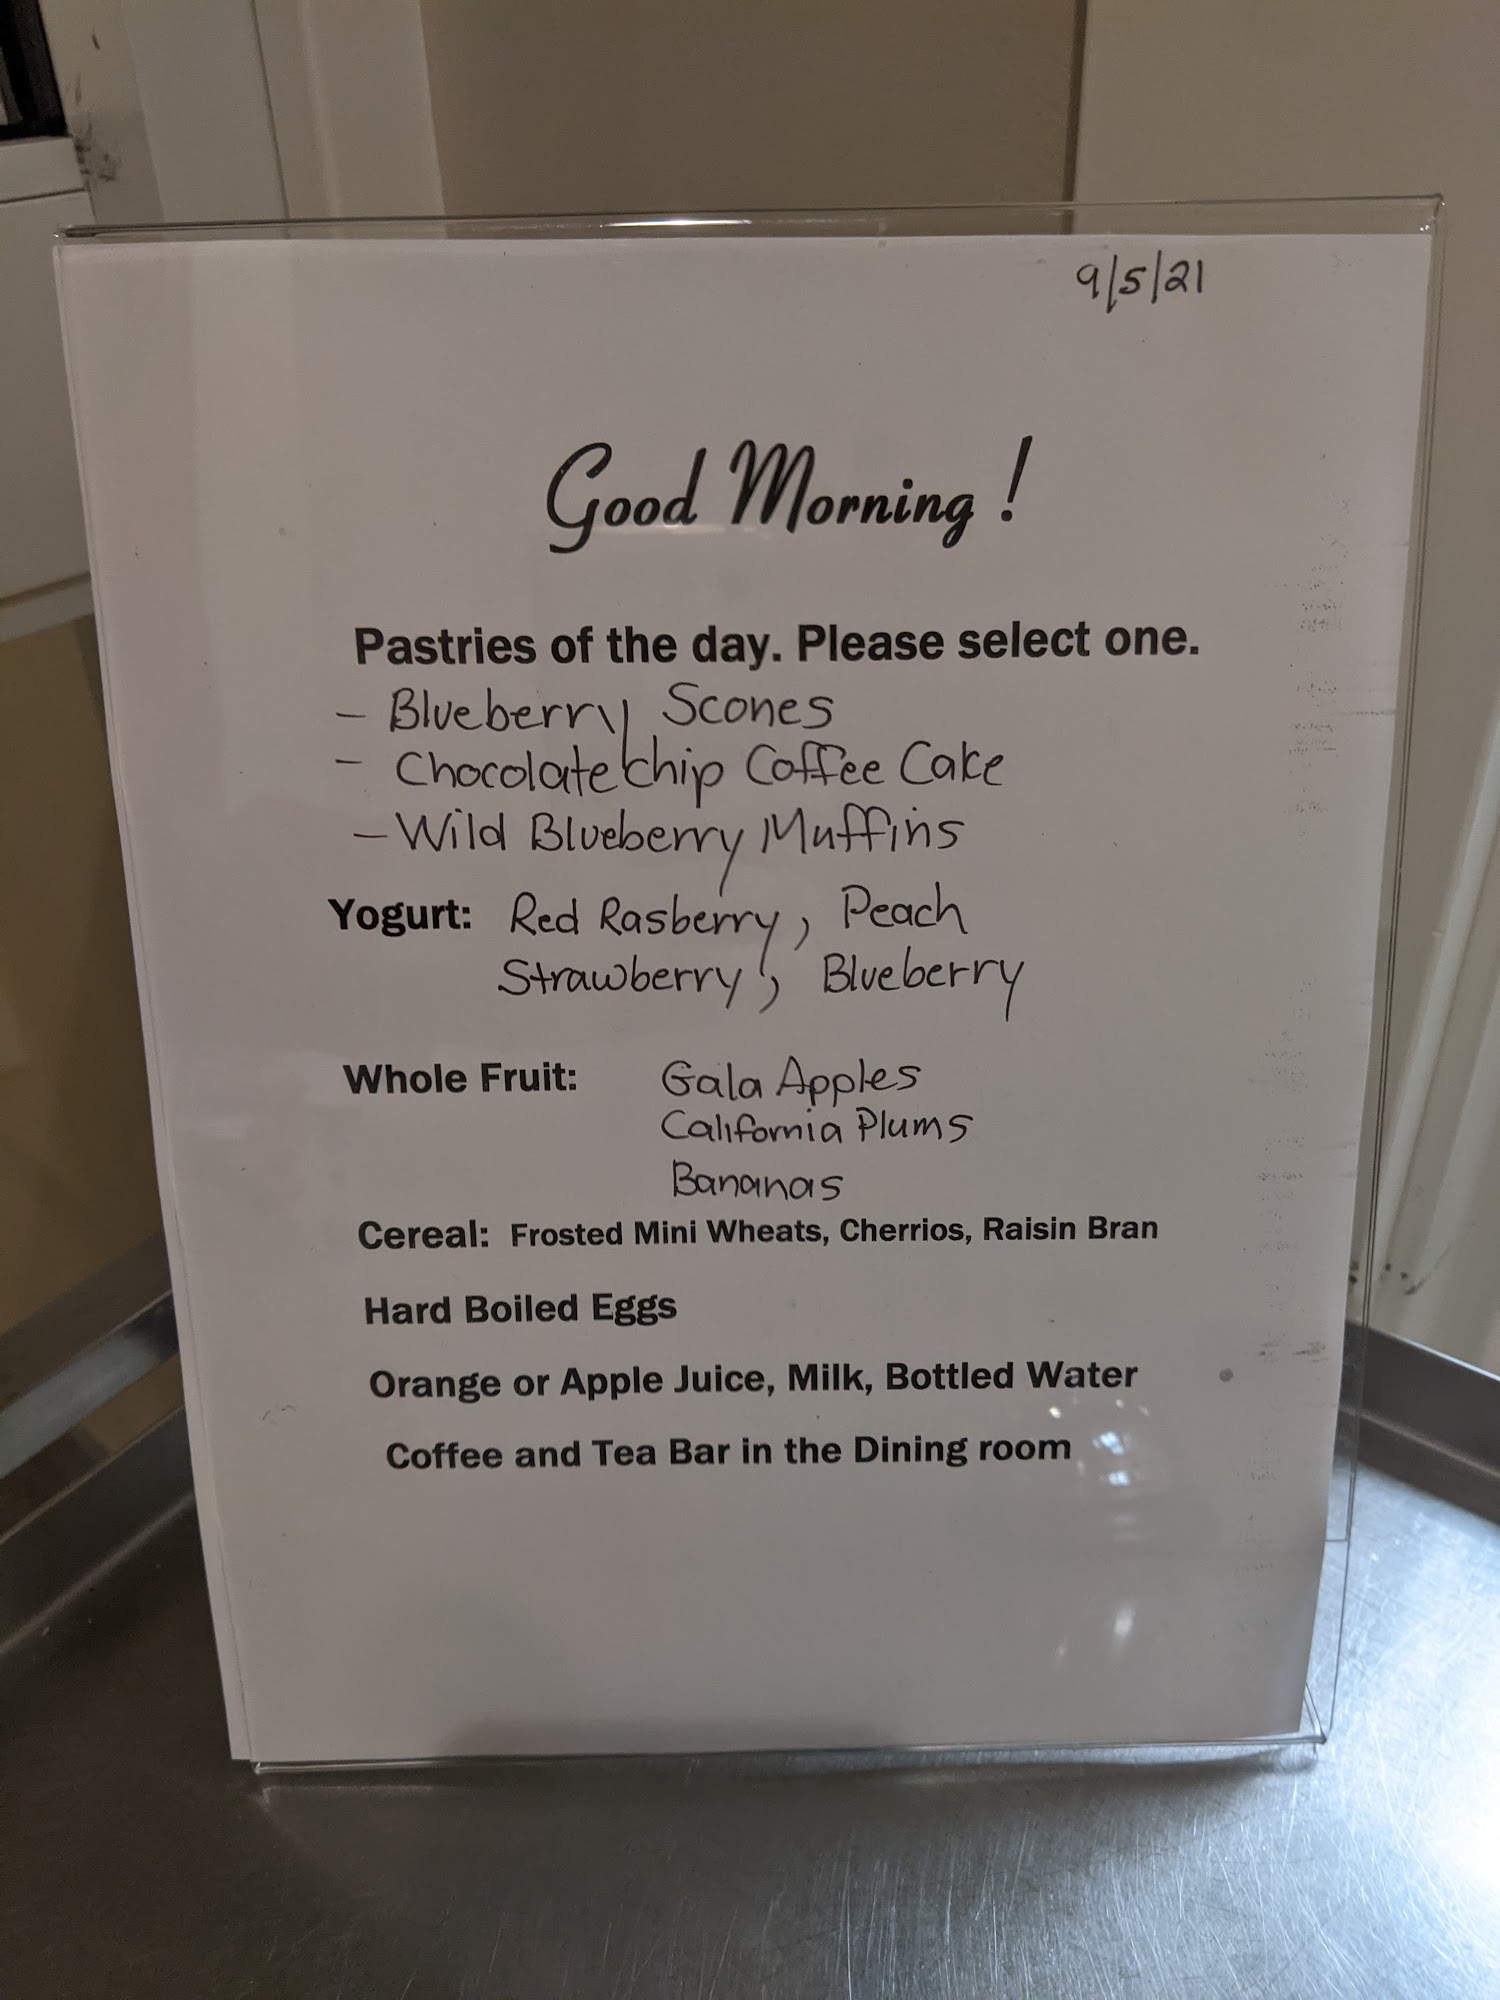 9/5/21
Good Morning!
Pastries of the day. Please select one.
- Blueberry Scones
- Chocolate chip Coffee Cake
- Wild Blueberry Muffins
Yogurt: Red Rasberry, Peach
Strawberry, Blueberry
Whole Fruit: Gala Apples
California Plums
Bananas
Cereal: Frosted Mini Wheats, Cherrios, Raisin Bran
Hard Boiled Eggs
Orange or Apple Juice, Milk, Bottled Water
Coffee and Tea Bar in the Dining room